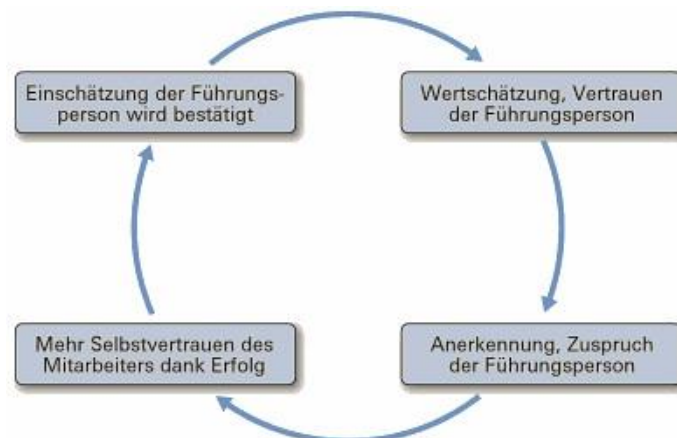 Einschätzung der Führungs-
person wird bestätigt
Wertschätzung, Vertrauen
der Führungsperson
Mehr Selbstvertrauen des
Mitarbeiters dank Erfolg
Anerkennung, Zuspruch
der Führungsperson